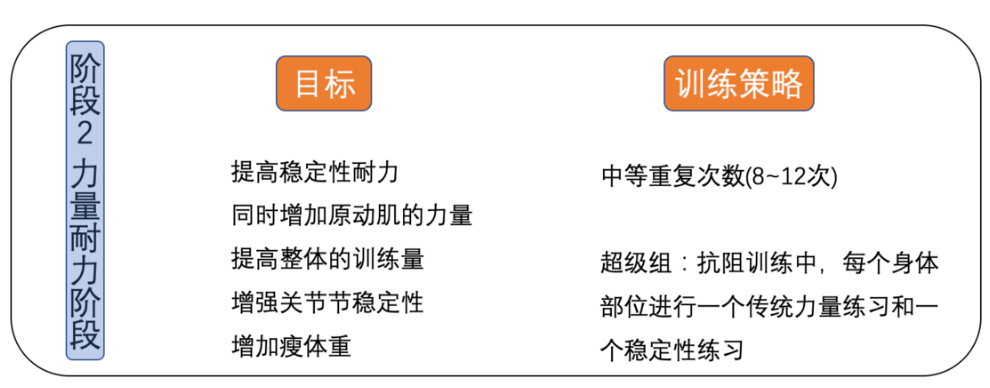 阶段2 力量耐力阶段
目标
提高稳定性耐力
同时增加原动肌的力量
提高整体的训练量
增强关节节稳定性
增加瘦体重
训练策略
中等重复次数(8~12次)
超级组：抗阻训练中，每个身体
部位进行一个传统力量练习和一
个稳定性练习